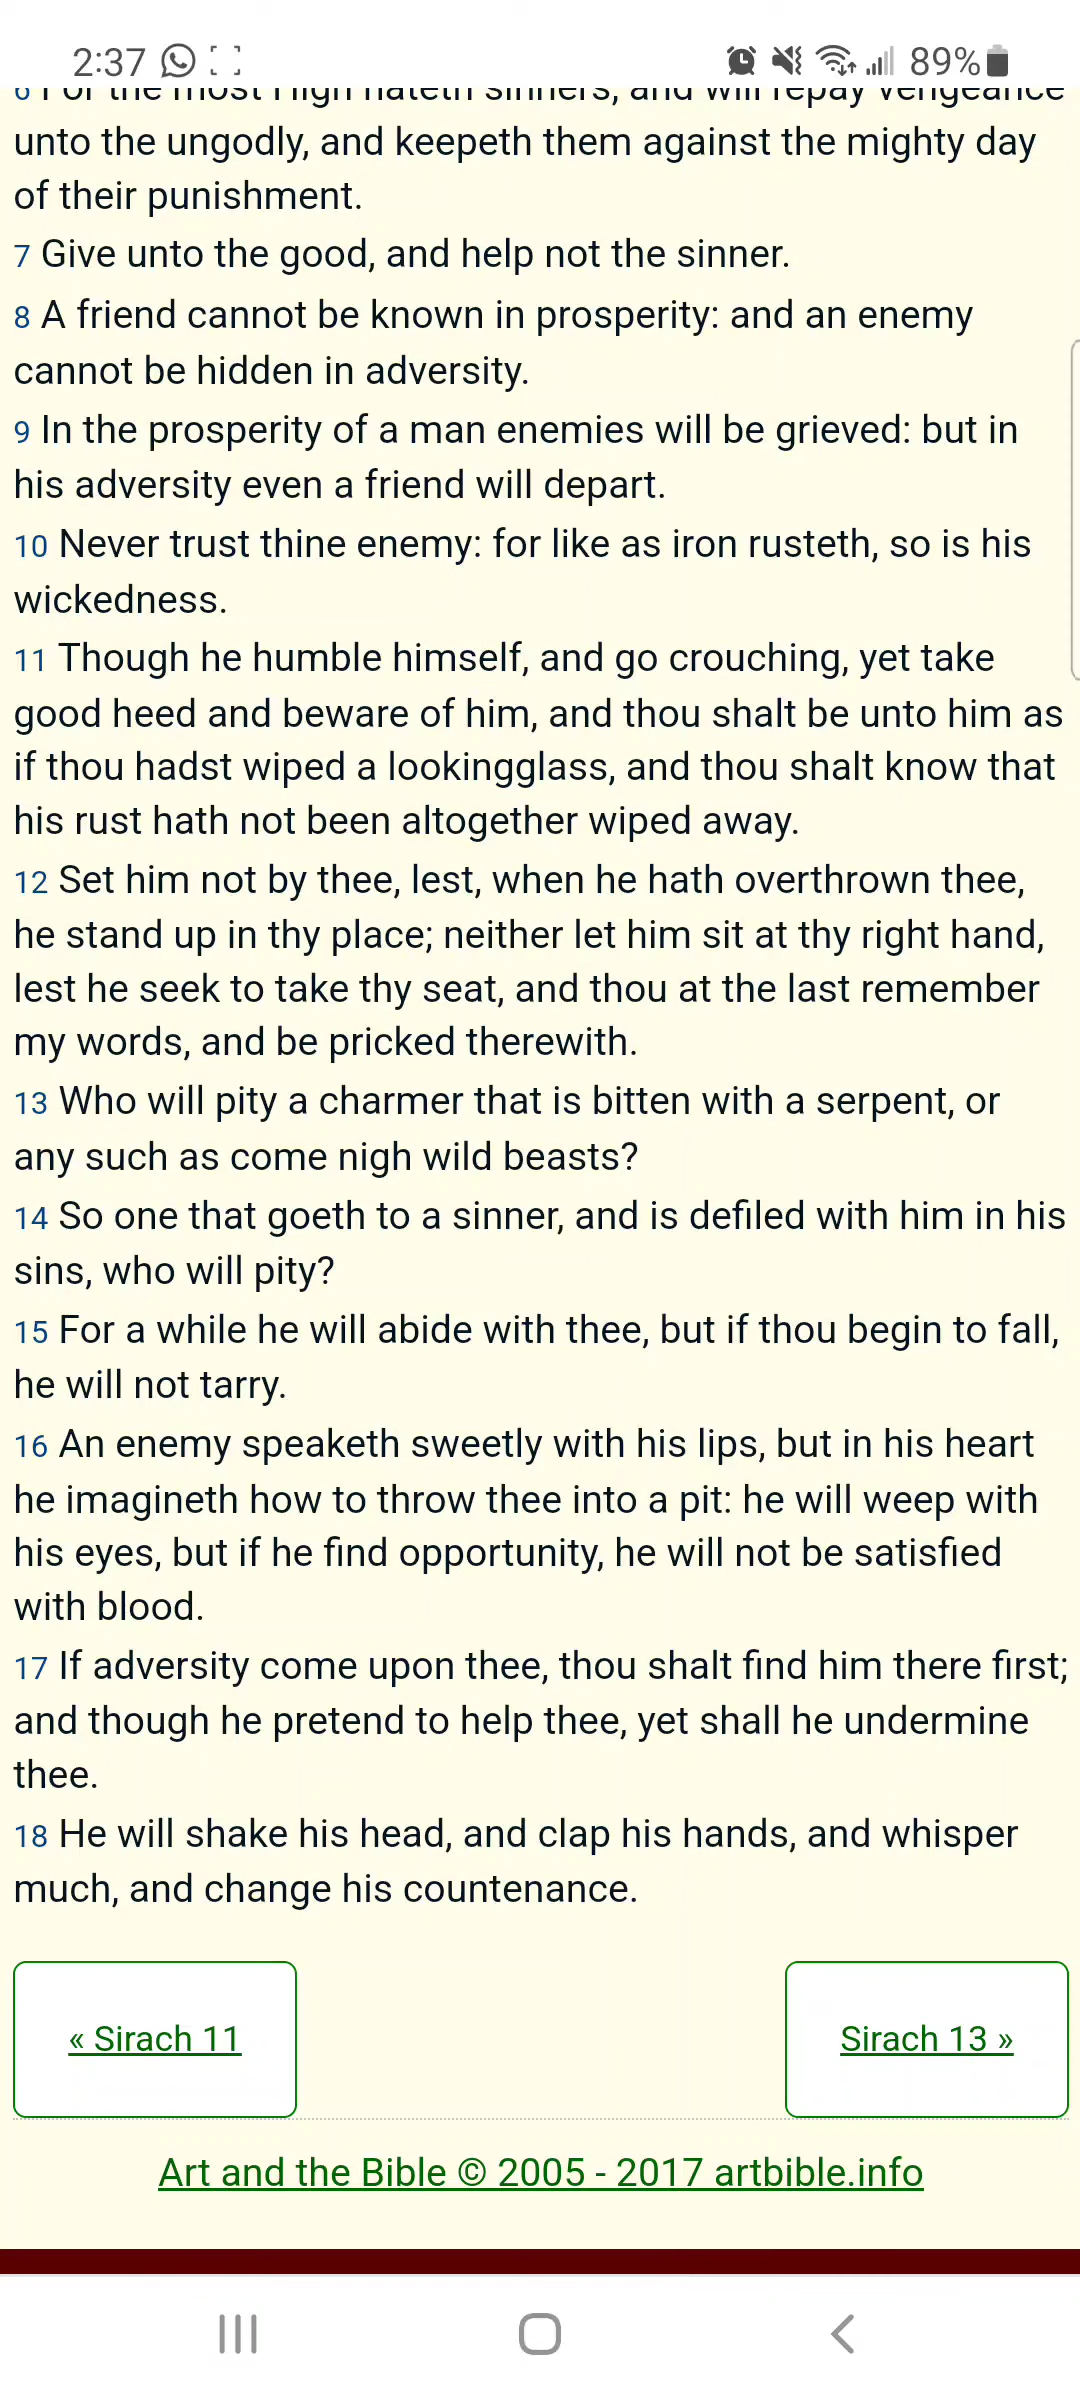 2:37
89%
6 For the most High hateth sinners, and will repay vengeance
unto the ungodly, and keepeth them against the mighty day
of their punishment.
7 Give unto the good, and help not the sinner.
8 A friend cannot be known in prosperity: and an enemy
cannot be hidden in adversity.
9 In the prosperity of a man enemies will be grieved: but in
his adversity even a friend will depart.
10 Never trust thine enemy: for like as iron rusteth, so is his
wickedness.
11 Though he humble himself, and go crouching, yet take
good heed and beware of him, and thou shalt be unto him as
if thou hadst wiped a lookingglass, and thou shalt know that
his rust hath not been altogether wiped away.
12 Set him not by thee, lest, when he hath overthrown thee,
he stand up in thy place; neither let him sit at thy right hand,
lest he seek to take thy seat, and thou at the last remember
my words, and be pricked therewith.
13 Who will pity a charmer that is bitten with a serpent, or
any such as come nigh wild beasts?
14 So one that goeth to a sinner, and is defiled with him in his
sins, who will pity?
15 For a while he will abide with thee, but if thou begin to fall,
he will not tarry.
16 An enemy speaketh sweetly with his lips, but in his heart
he imagineth how to throw thee into a pit: he will weep with
his eyes, but if he find opportunity, he will not be satisfied
with blood.
17 If adversity come upon thee, thou shalt find him there first;
and though he pretend to help thee, yet shall he undermine
thee.
18 He will shake his head, and clap his hands, and whisper
much, and change his countenance.
« Sirach 11
Sirach 13 »
Art and the Bible © 2005 - 2017 artbible.info